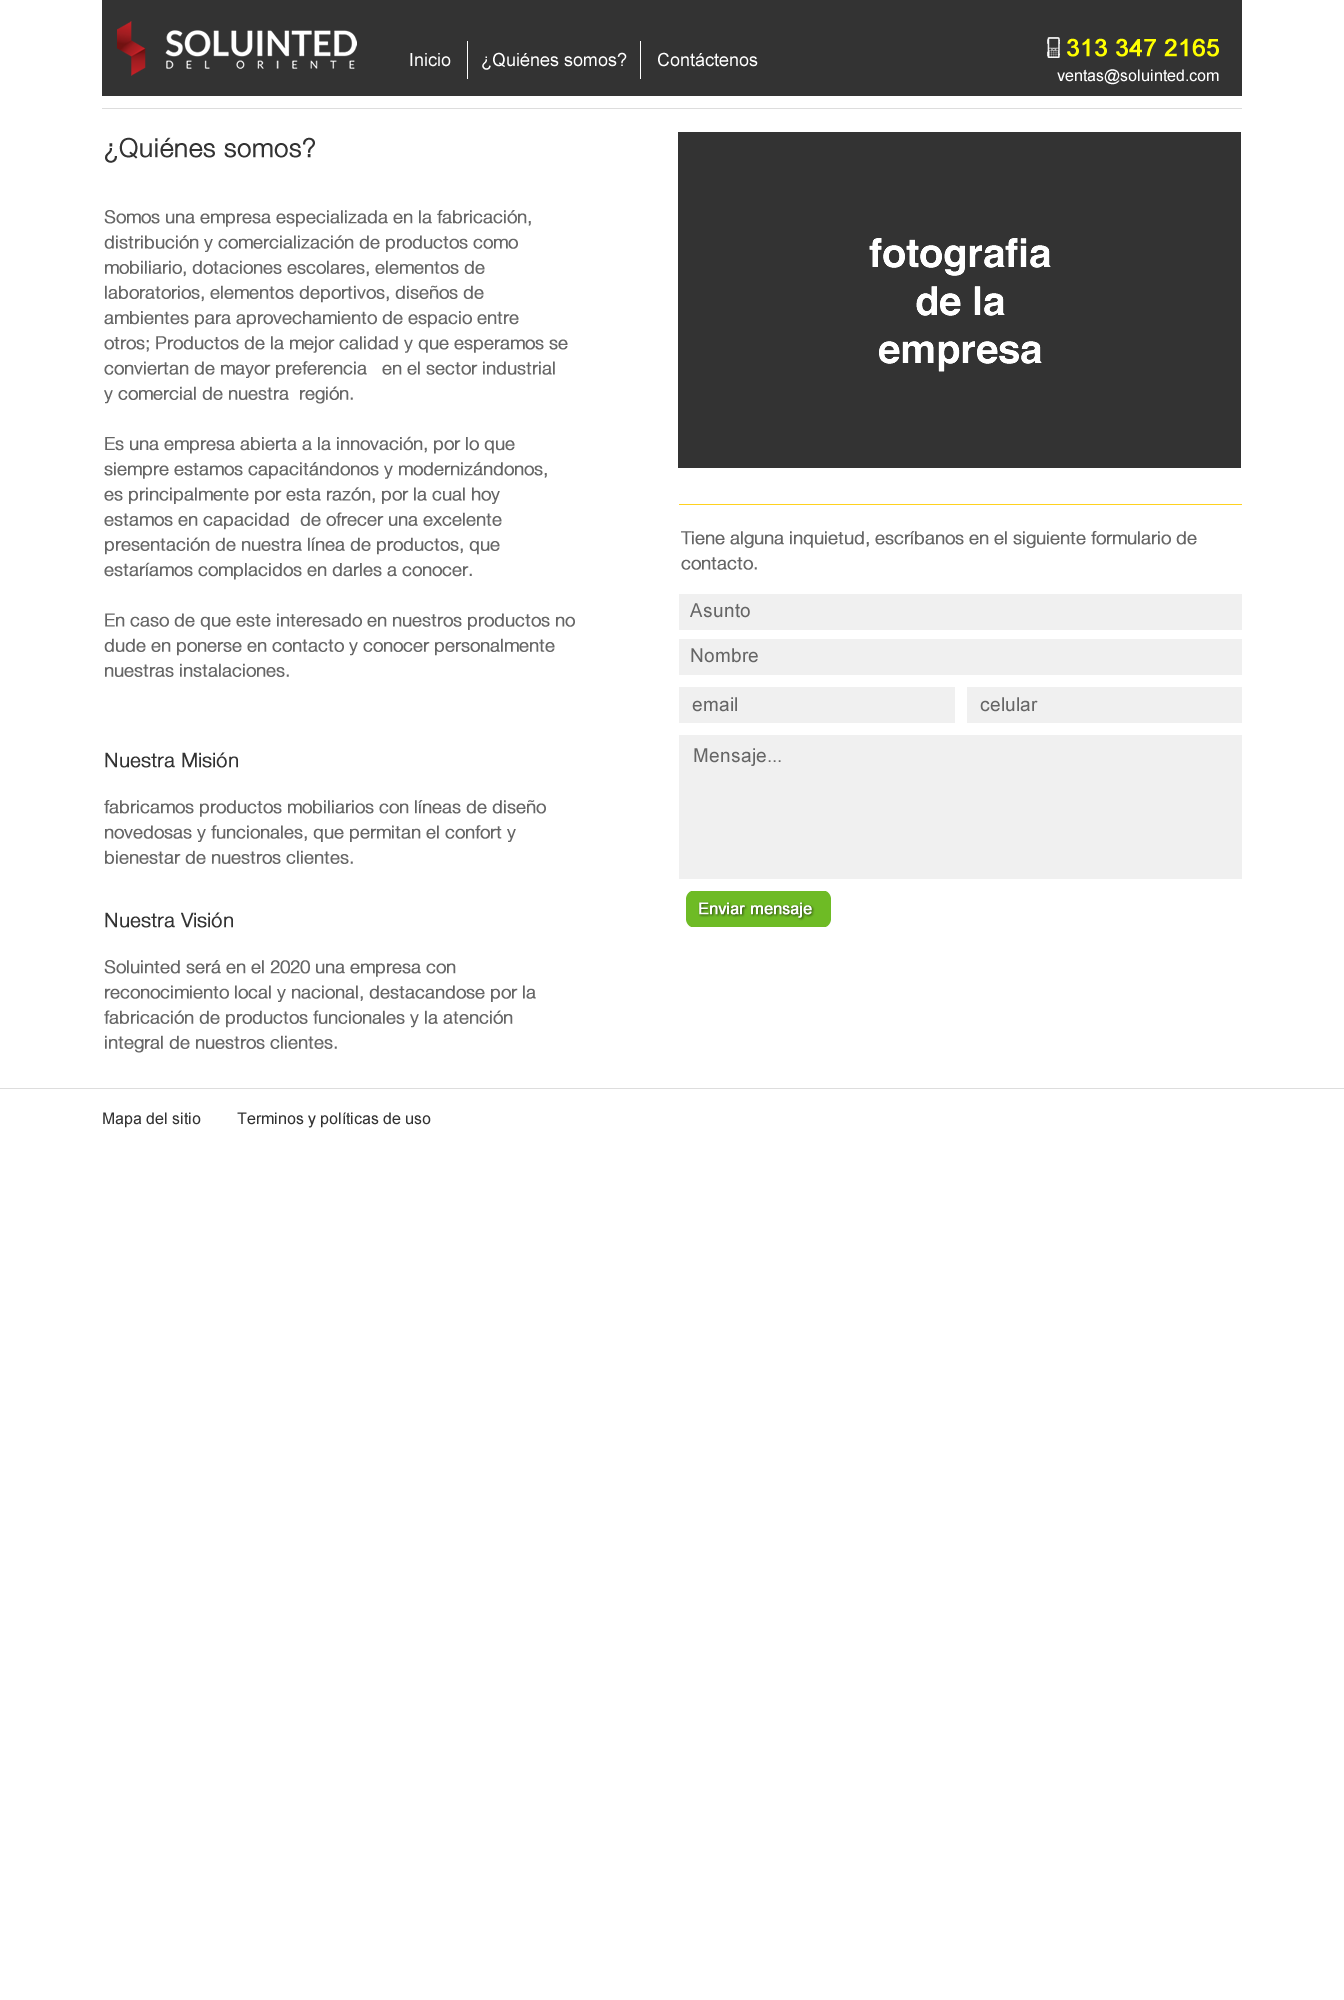 SOLUINTED
DEL ORIENTE
Inicio
¿Quiénes somos?
Contáctenos
313 347 2165
ventas@soluinted.com
¿Quiénes somos?
Somos una empresa especializada en la fabricación,
distribución y comercialización de productos como
mobiliario, dotaciones escolares, elementos de
laboratorios, elementos deportivos, diseños de
ambientes para aprovechamiento de espacio entre
otros; Productos de la mejor calidad y que esperamos se
conviertan de mayor preferencia en el sector industrial
y comercial de nuestra región.
Es una empresa abierta a la innovación, por lo que
siempre estamos capacitándonos y modernizándonos,
es principalmente por esta razón, por la cual hoy
estamos en capacidad de ofrecer una excelente
presentación de nuestra línea de productos, que
estaríamos complacidos en darles a conocer.
En caso de que este interesado en nuestros productos no
dude en ponerse en contacto y conocer personalmente
nuestras instalaciones.
Nuestra Misión
fabricamos productos mobiliarios con líneas de diseño
novedosas y funcionales, que permitan el confort y
bienestar de nuestros clientes.
Nuestra Visión
Soluinted será en el 2020 una empresa con
reconocimiento local y nacional, destacandose por la
fabricación de productos funcionales y la atención
integral de nuestros clientes.
fotografia
de la
empresa
Tiene alguna inquietud, escríbanos en el siguiente formulario de
contacto.
Asunto
Nombre
email
celular
Mensaje...
Enviar mensaje
Mapa del sitio
Terminos y políticas de uso